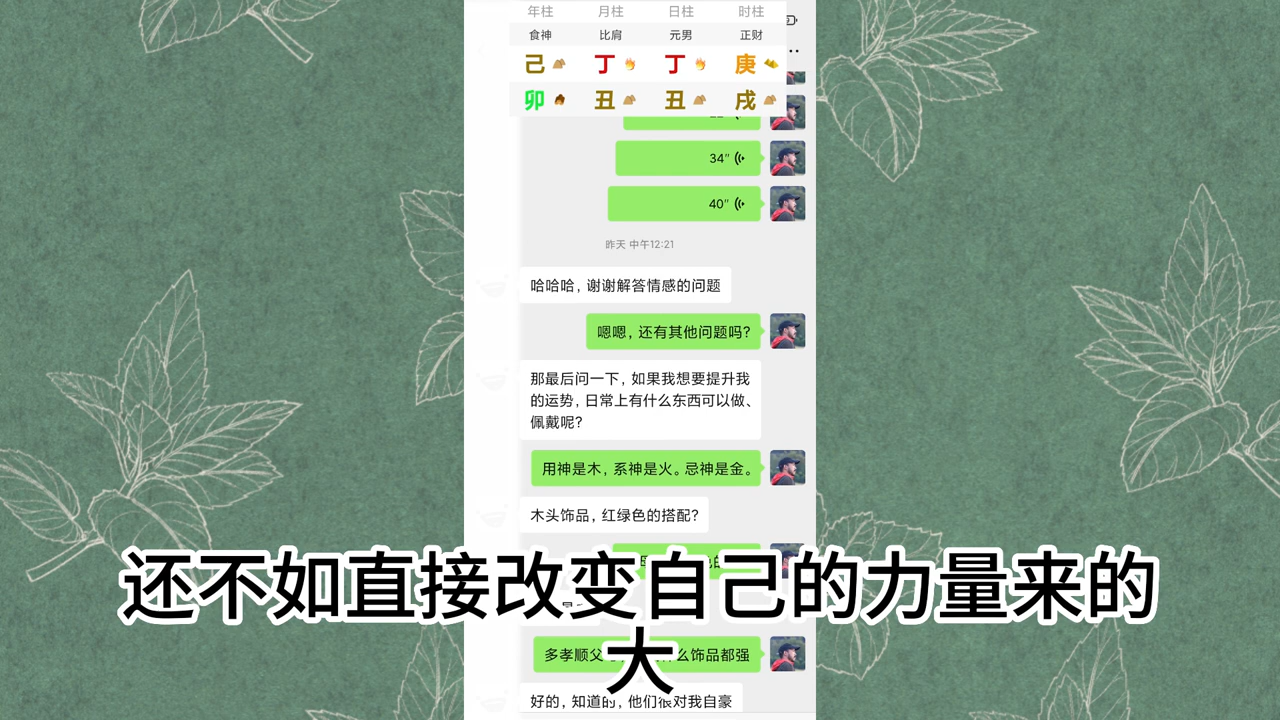 年柱 月柱 日柱 时柱
食神 比肩 元男 正财
己 丁 丁 庚
卯 丑 丑 戌
34"
40"
昨天 中午12:21
哈哈哈，谢谢解答情感的问题
嗯嗯，还有其他问题吗？
那最后问一下，如果我想要提升我
的运势，日常上有什么东西可以做、
佩戴呢？
用神是木，系神是火。忌神是金。
木头饰品，红绿色的搭配？
还不如直接改变自己的力量来的
大
多孝顺父 么饰品都强
好的，知道的，他们很对我自豪